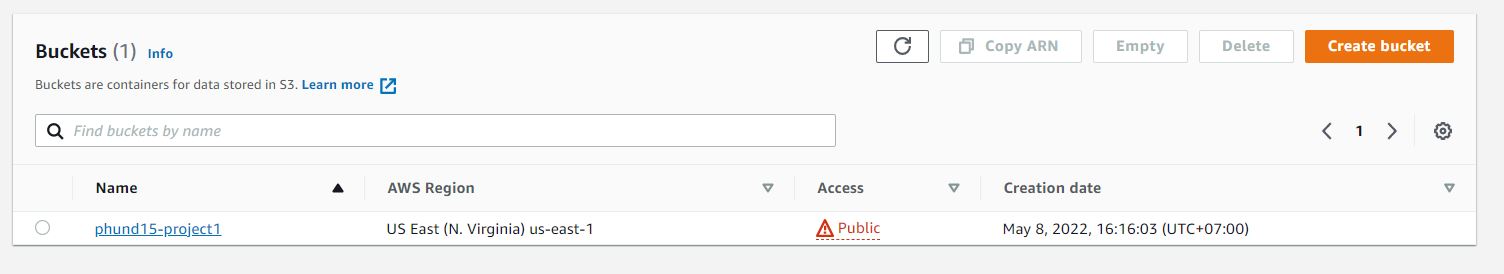 Buckets (1) Info
Copy ARN Empty Delete Create bucket
Buckets are containers for data stored in S3. Learn more
Find buckets by name
1
Name AWS Region Access Creation date
phund15-project1 US East (N. Virginia) us-east-1 Public May 8, 2022, 16:16:03 (UTC+07:00)